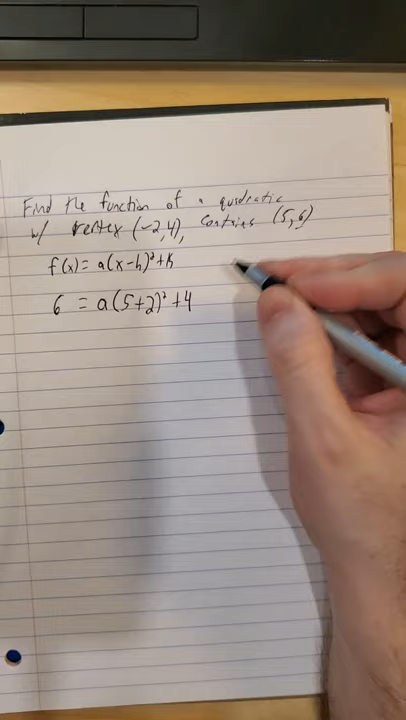 Find the function of a quadratic
w/ vertex (-2,4), contains (5,6)
f(x) = a(x-h)²+k
6 = a(5+2)²+4